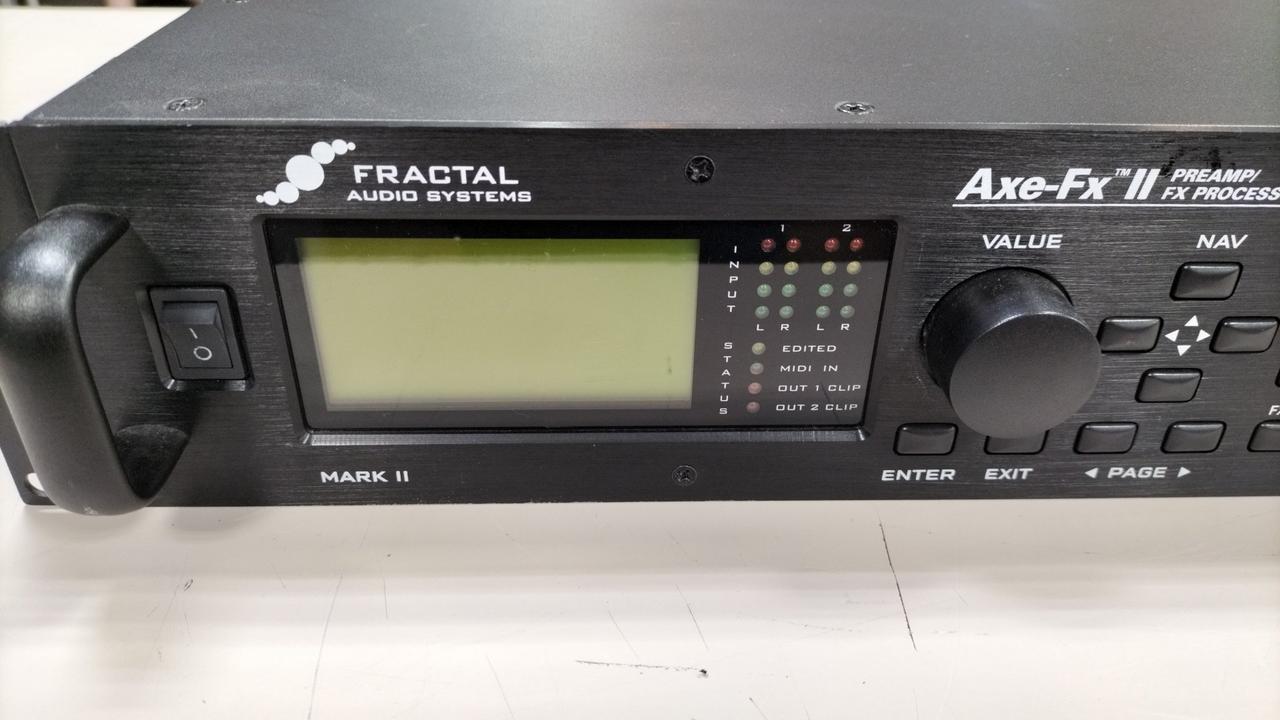 FRACTAL
AUDIO SYSTEMS
Axe-Fx™ II PREAMP/
FX PROCESS
VALUE
NAV
1 2
INPUT
L R L R
STATUS
EDITED
MIDI IN
OUT 1 CLIP
OUT 2 CLIP
MARK II
ENTER
EXIT
◄ PAGE ►